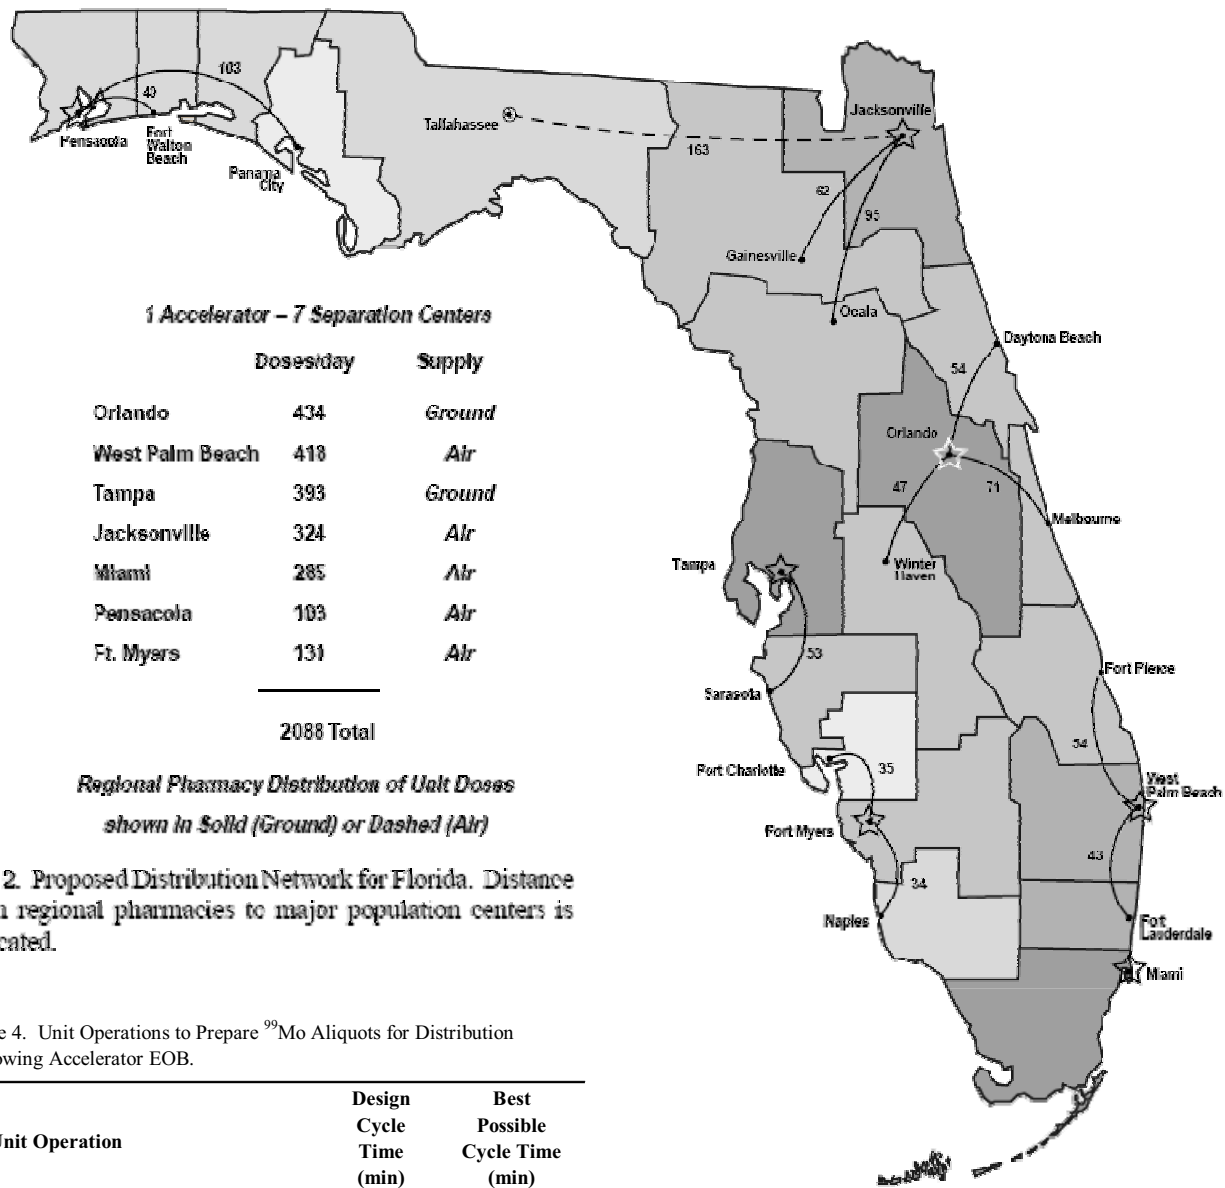 103
49
Pensacola
Fort
Walton
Beach
Panama
City
Tallahassee
163
Jacksonville
62
95
Gainesville
Ocala
Daytona Beach
54
Orlando
47
71
Melbourne
Winter
Haven
Tampa
53
Sarasota
Fort Pierce
54
Port Charlotte
35
West
Palm Beach
Fort Myers
43
34
Naples
Fort
Lauderdale
Miami
1 Accelerator – 7 Separation Centers
Doses/day Supply
Orlando 434 Ground
West Palm Beach 418 Air
Tampa 393 Ground
Jacksonville 324 Air
Miami 285 Air
Pensacola 103 Air
Ft. Myers 131 Air
2088 Total
Regional Pharmacy Distribution of Unit Doses
shown in Solid (Ground) or Dashed (Air)
2. Proposed Distribution Network for Florida. Distance
regional pharmacies to major population centers is
cated.
e 4. Unit Operations to Prepare ⁹⁹Mo Aliquots for Distribution
owing Accelerator EOB.
Unit Operation
Design
Cycle
Time
(min)
Best
Possible
Cycle Time
(min)